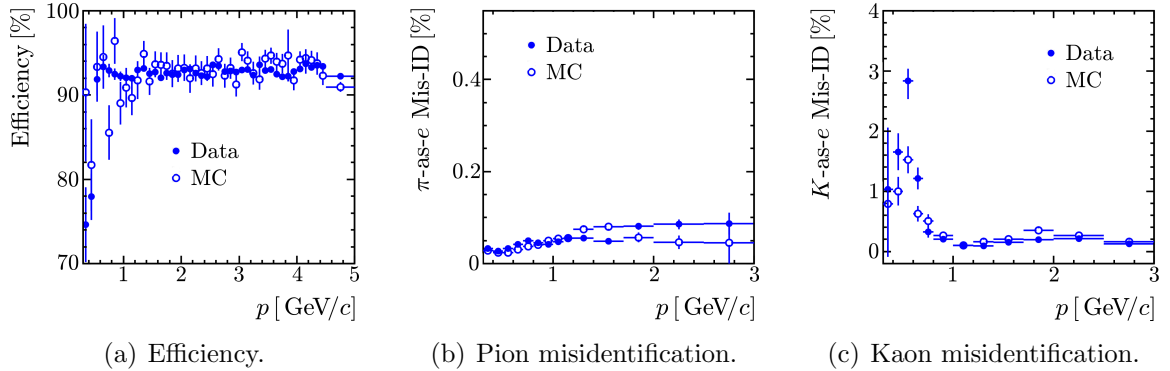 Efficiency [%]
100
90
80
70
1
2
3
4
5
Data
MC
p [ GeV/c]
(a) Efficiency.
π-as-e Mis-ID [%]
0.4
0.2
0
1
2
3
Data
MC
p [ GeV/c]
(b) Pion misidentification.
K-as-e Mis-ID [%]
4
3
2
1
0
1
2
3
Data
MC
p [ GeV/c]
(c) Kaon misidentification.